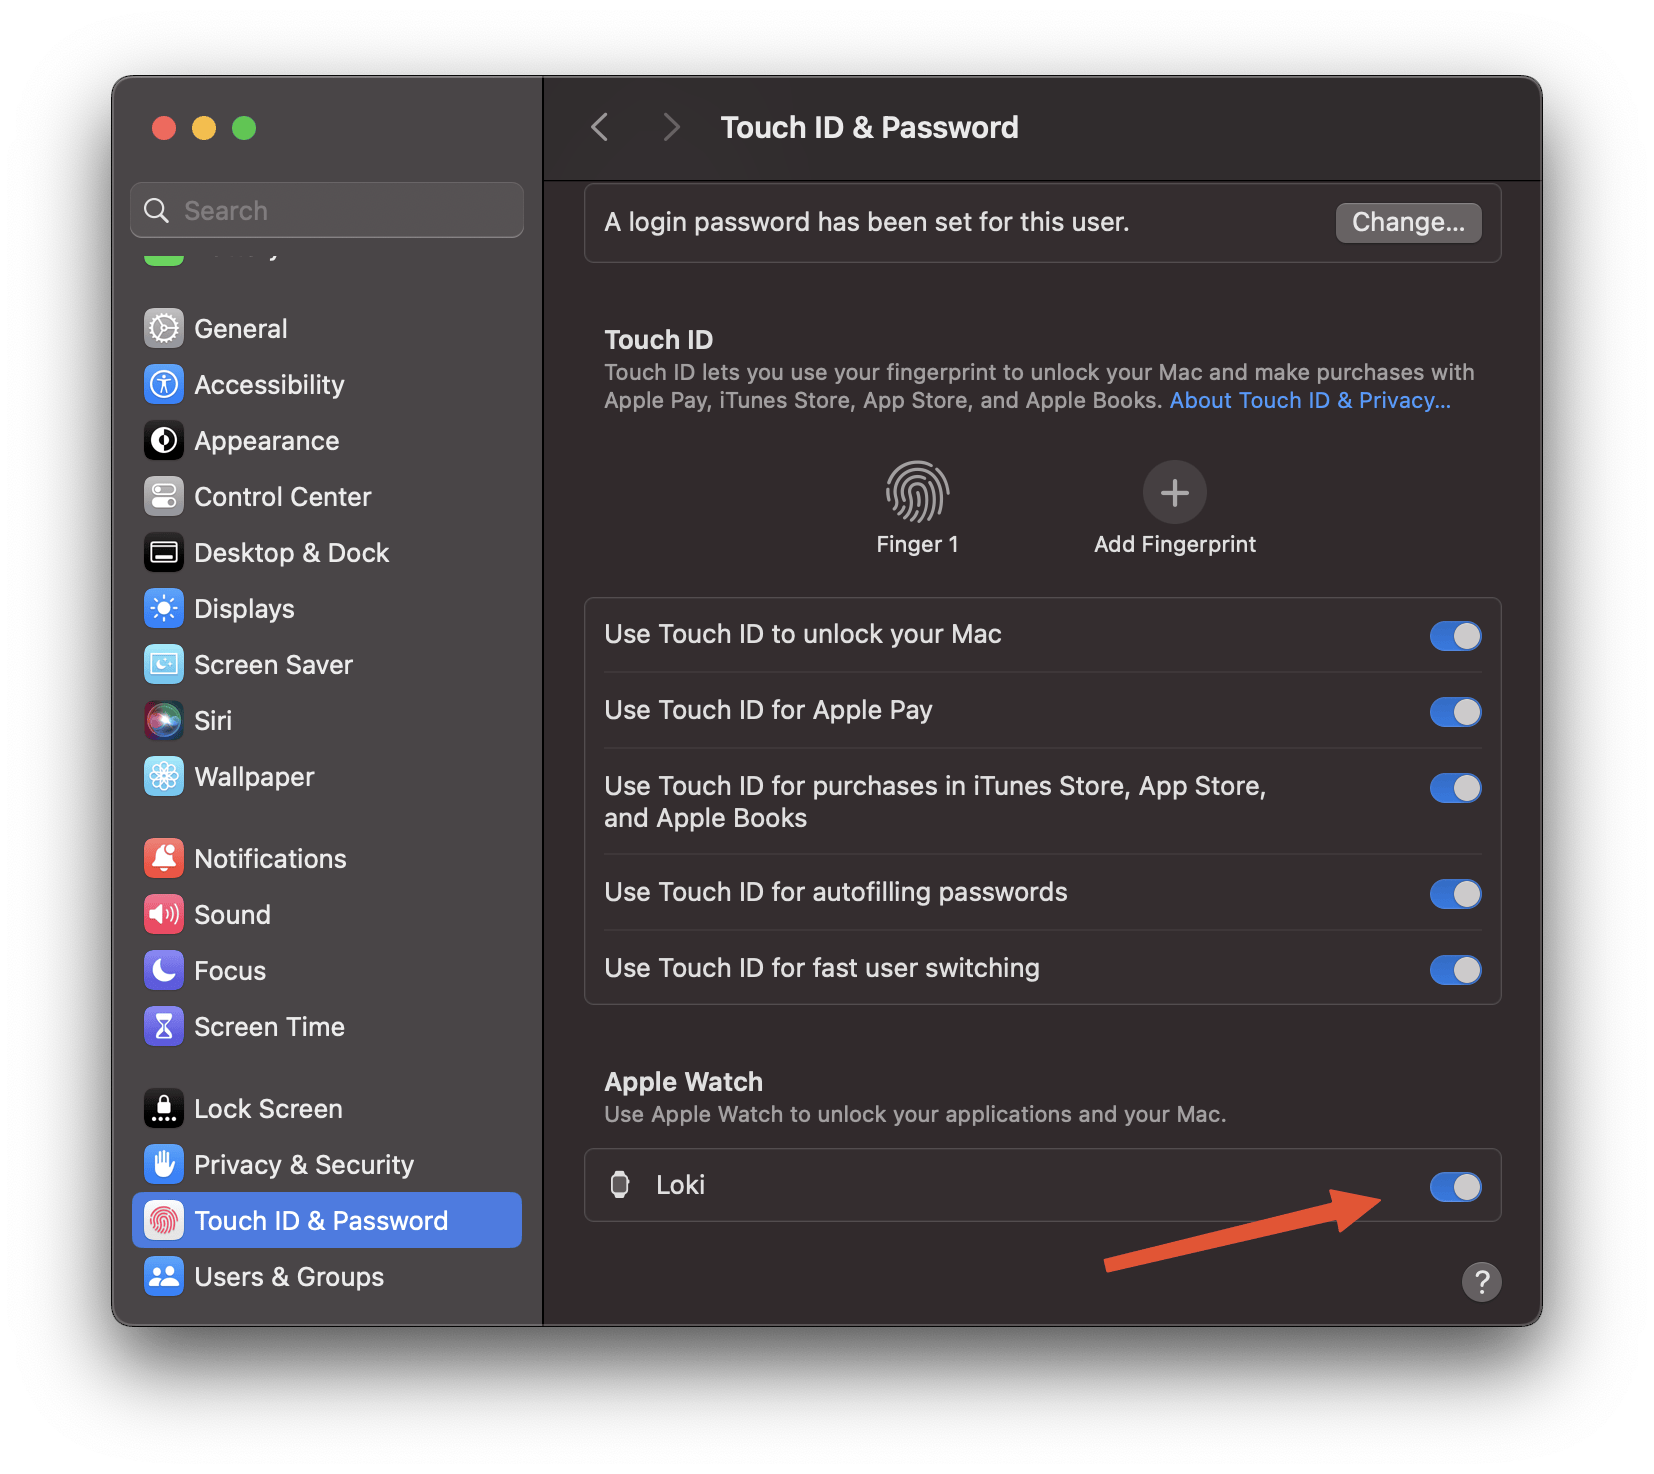 Touch ID & Password
Search
General
Accessibility
Appearance
Control Center
Desktop & Dock
Displays
Screen Saver
Siri
Wallpaper
Notifications
Sound
Focus
Screen Time
Lock Screen
Privacy & Security
Touch ID & Password
Users & Groups
A login password has been set for this user.
Change...
Touch ID
Touch ID lets you use your fingerprint to unlock your Mac and make purchases with
Apple Pay, iTunes Store, App Store, and Apple Books. About Touch ID & Privacy...
Finger 1
Add Fingerprint
Use Touch ID to unlock your Mac
Use Touch ID for Apple Pay
Use Touch ID for purchases in iTunes Store, App Store,
and Apple Books
Use Touch ID for autofilling passwords
Use Touch ID for fast user switching
Apple Watch
Use Apple Watch to unlock your applications and your Mac.
Loki
?